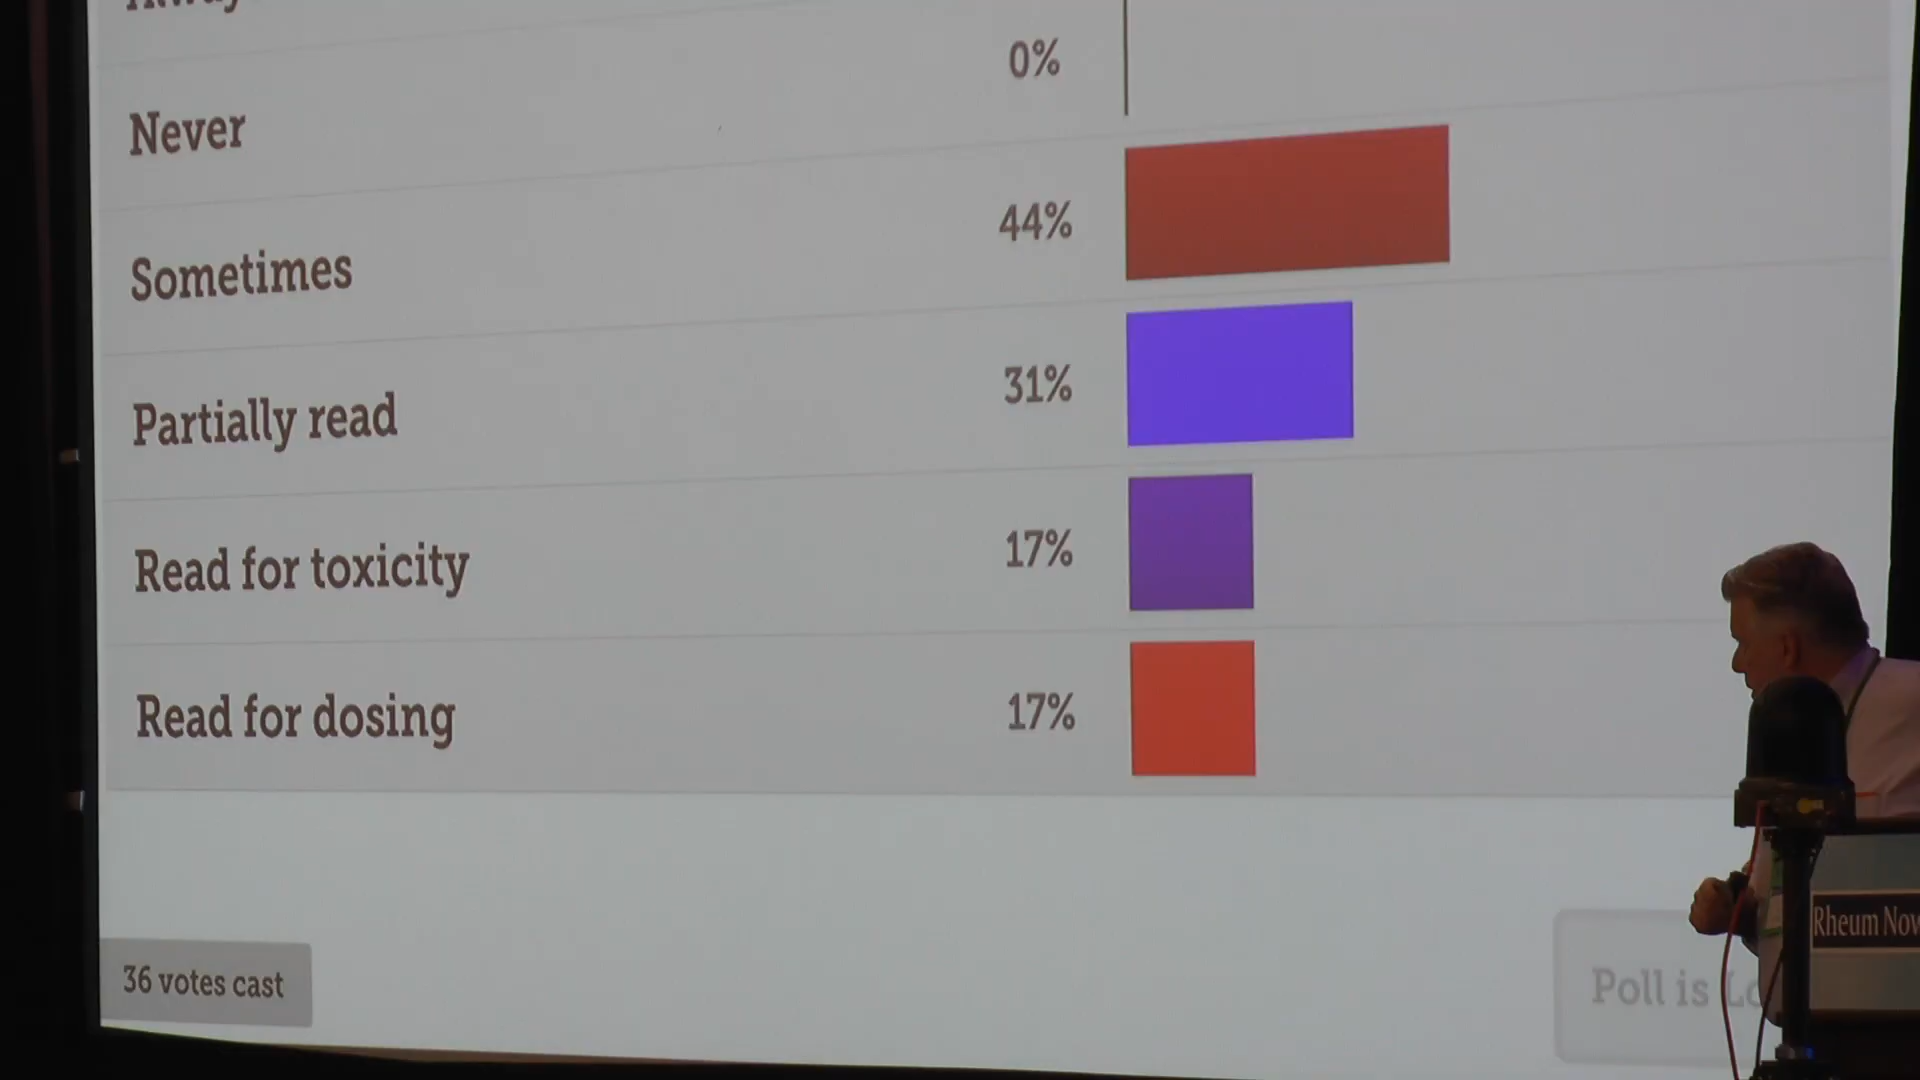 0%
Never
44%
Sometimes
31%
Partially read
17%
Read for toxicity
17%
Read for dosing
36 votes cast
Poll is
Rheum Now